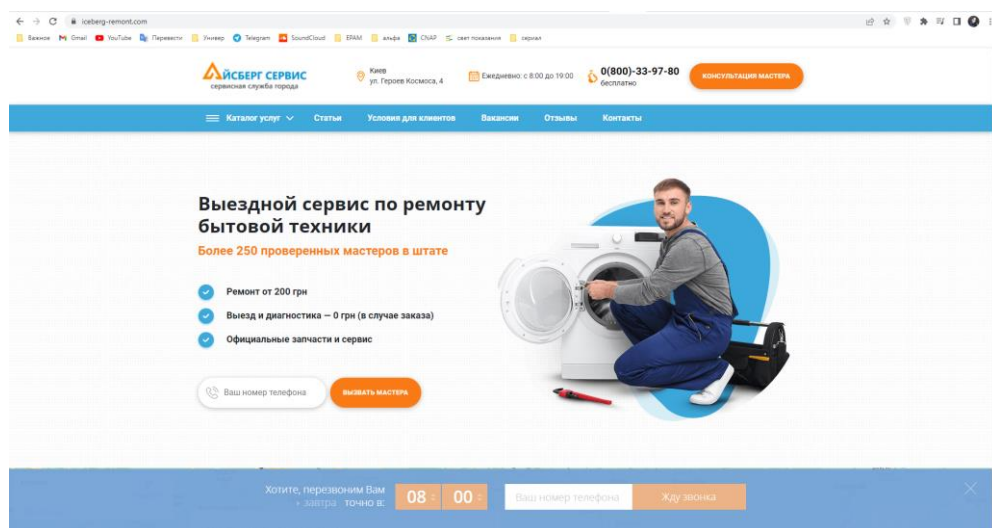 iceberg-remont.com
Важное Gmail YouTube Перевести Универ Telegram SoundCloud EPAM альфа CNAP свет показания сериал
АЙСБЕРГ СЕРВИС
сервисная служба города
Киев
ул. Героев Космоса, 4
Ежедневно: с 8:00 до 19:00
0(800)-33-97-80
бесплатно
КОНСУЛЬТАЦИЯ МАСТЕРА
Каталог услуг Статьи Условия для клиентов Вакансии Отзывы Контакты
Выездной сервис по ремонту
бытовой техники
Более 250 проверенных мастеров в штате
Ремонт от 200 грн
Выезд и диагностика — 0 грн (в случае заказа)
Официальные запчасти и сервис
Ваш номер телефона
ВЫЗВАТЬ МАСТЕРА
Хотите, перезвоним Вам
завтра точно в:
08 : 00 :
Ваш номер телефона
Жду звонка